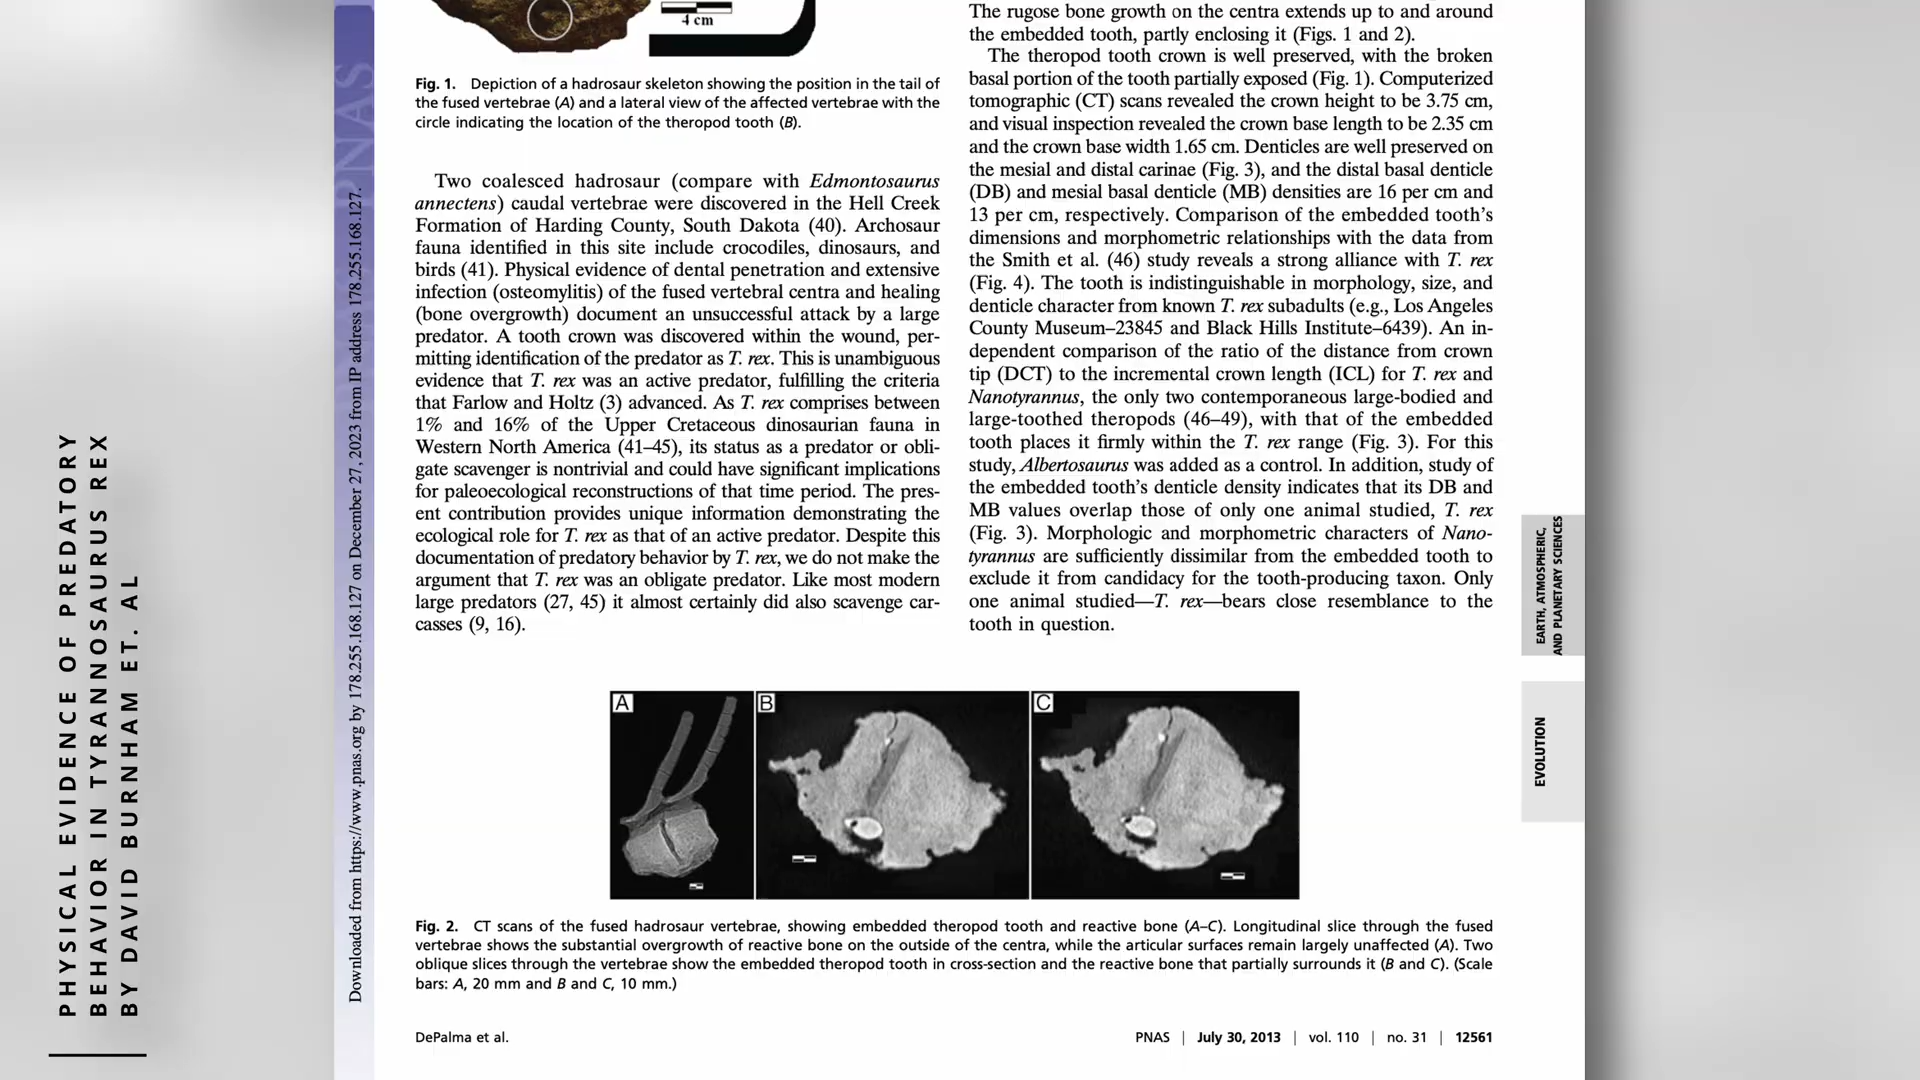 PHYSICAL EVIDENCE OF PREDATORY
BEHAVIOR IN TYRANNOSAURUS REX
BY DAVID BURNHAM ET. AL
Downloaded from https://www.pnas.org by 178.255.168.127 on December 27, 2023 from IP address 178.255.168.127.
PNAS
4 cm
Fig. 1. Depiction of a hadrosaur skeleton showing the position in the tail of
the fused vertebrae (A) and a lateral view of the affected vertebrae with the
circle indicating the location of the theropod tooth (B).
Two coalesced hadrosaur (compare with Edmontosaurus
annectens) caudal vertebrae were discovered in the Hell Creek
Formation of Harding County, South Dakota (40). Archosaur
fauna identified in this site include crocodiles, dinosaurs, and
birds (41). Physical evidence of dental penetration and extensive
infection (osteomylitis) of the fused vertebral centra and healing
(bone overgrowth) document an unsuccessful attack by a large
predator. A tooth crown was discovered within the wound, per-
mitting identification of the predator as T. rex. This is unambiguous
evidence that T. rex was an active predator, fulfilling the criteria
that Farlow and Holtz (3) advanced. As T. rex comprises between
1% and 16% of the Upper Cretaceous dinosaurian fauna in
Western North America (41–45), its status as a predator or obli-
gate scavenger is nontrivial and could have significant implications
for paleoecological reconstructions of that time period. The pres-
ent contribution provides unique information demonstrating the
ecological role for T. rex as that of an active predator. Despite this
documentation of predatory behavior by T. rex, we do not make the
argument that T. rex was an obligate predator. Like most modern
large predators (27, 45) it almost certainly did also scavenge car-
casses (9, 16).
The rugose bone growth on the centra extends up to and around
the embedded tooth, partly enclosing it (Figs. 1 and 2).
The theropod tooth crown is well preserved, with the broken
basal portion of the tooth partially exposed (Fig. 1). Computerized
tomographic (CT) scans revealed the crown height to be 3.75 cm,
and visual inspection revealed the crown base length to be 2.35 cm
and the crown base width 1.65 cm. Denticles are well preserved on
the mesial and distal carinae (Fig. 3), and the distal basal denticle
(DB) and mesial basal denticle (MB) densities are 16 per cm and
13 per cm, respectively. Comparison of the embedded tooth's
dimensions and morphometric relationships with the data from
the Smith et al. (46) study reveals a strong alliance with T. rex
(Fig. 4). The tooth is indistinguishable in morphology, size, and
denticle character from known T. rex subadults (e.g., Los Angeles
County Museum–23845 and Black Hills Institute–6439). An in-
dependent comparison of the ratio of the distance from crown
tip (DCT) to the incremental crown length (ICL) for T. rex and
Nanotyrannus, the only two contemporaneous large-bodied and
large-toothed theropods (46–49), with that of the embedded
tooth places it firmly within the T. rex range (Fig. 3). For this
study, Albertosaurus was added as a control. In addition, study of
the embedded tooth's denticle density indicates that its DB and
MB values overlap those of only one animal studied, T. rex
(Fig. 3). Morphologic and morphometric characters of Nano-
tyrannus are sufficiently dissimilar from the embedded tooth to
exclude it from candidacy for the tooth-producing taxon. Only
one animal studied—T. rex—bears close resemblance to the
tooth in question.
EARTH, ATMOSPHERIC,
AND PLANETARY SCIENCES
EVOLUTION
A
B
C
Fig. 2. CT scans of the fused hadrosaur vertebrae, showing embedded theropod tooth and reactive bone (A–C). Longitudinal slice through the fused
vertebrae shows the substantial overgrowth of reactive bone on the outside of the centra, while the articular surfaces remain largely unaffected (A). Two
oblique slices through the vertebrae show the embedded theropod tooth in cross-section and the reactive bone that partially surrounds it (B and C). (Scale
bars: A, 20 mm and B and C, 10 mm.)
DePalma et al.
PNAS | July 30, 2013 | vol. 110 | no. 31 | 12561